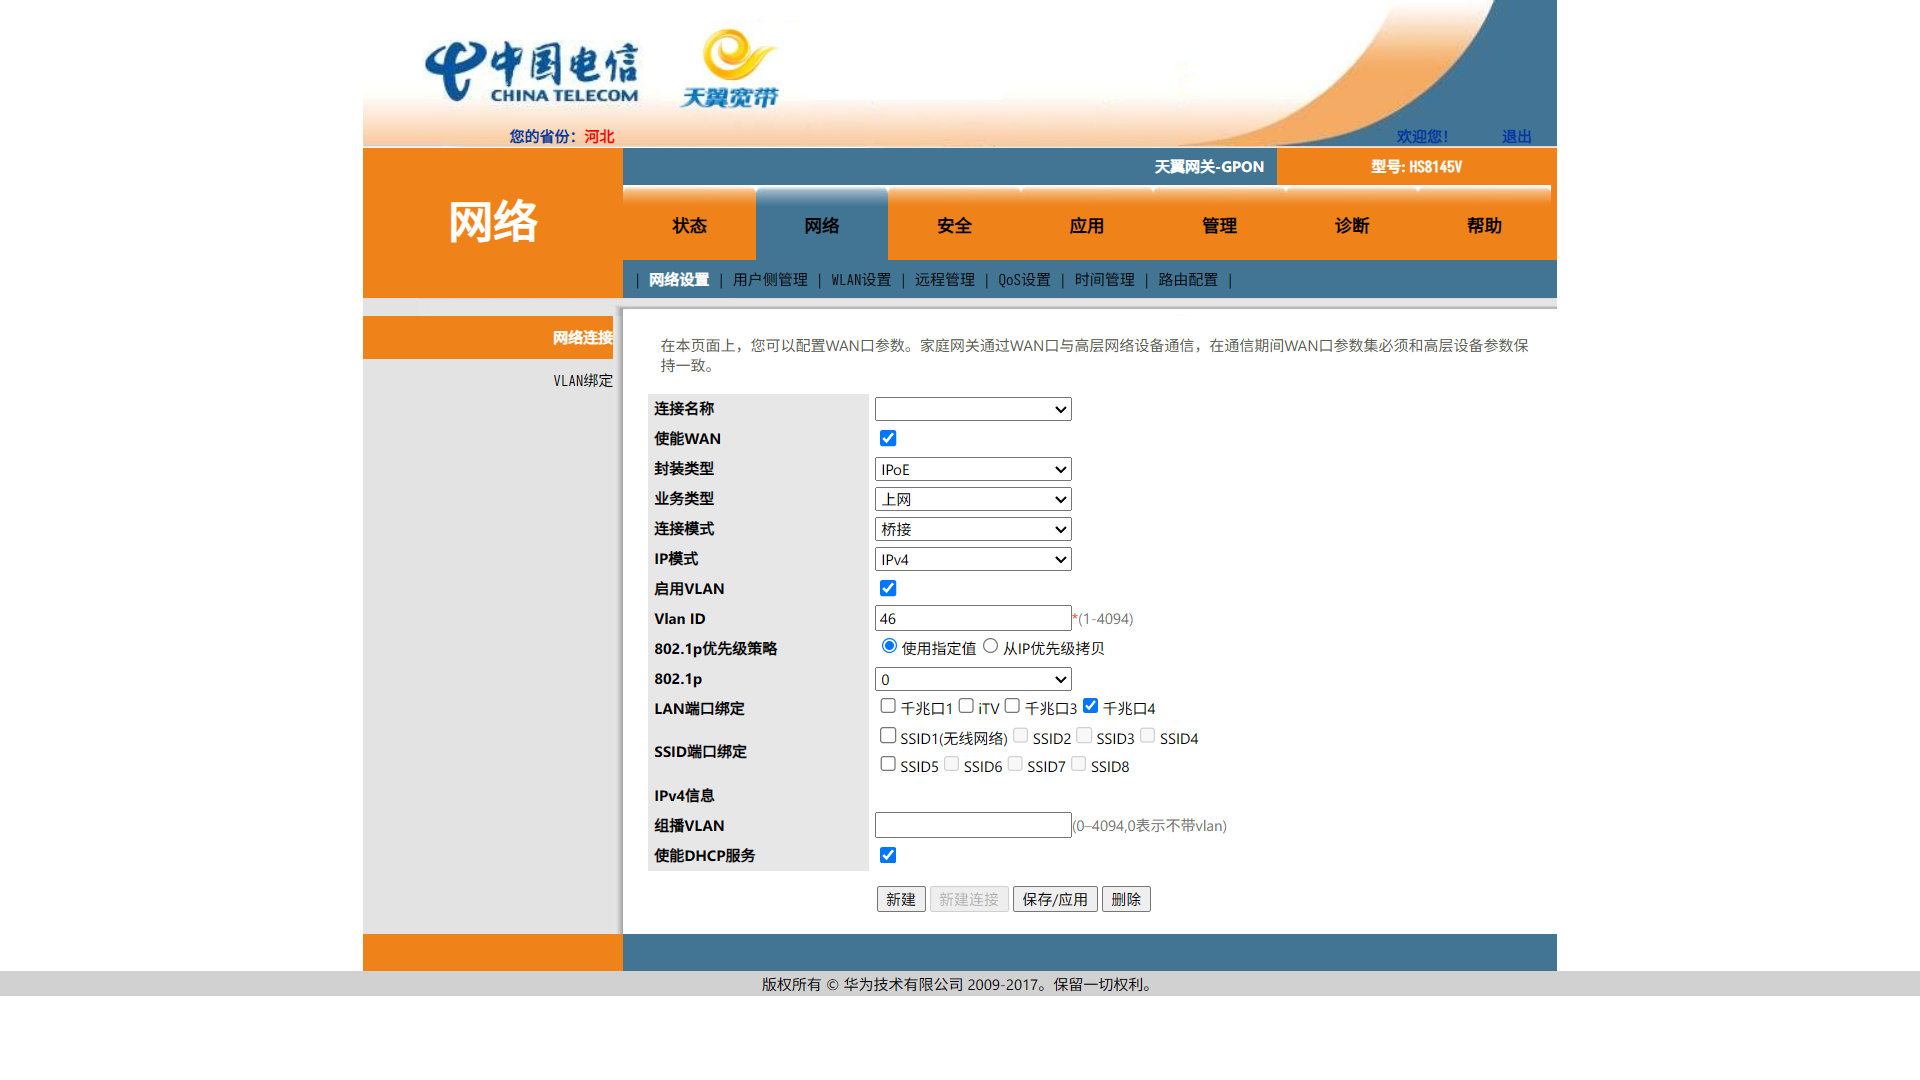 中国电信
CHINA TELECOM
天翼宽带
您的省份：河北
欢迎您！ 退出
天翼网关-GPON 型号: HS8145V
网络
状态 网络 安全 应用 管理 诊断 帮助
| 网络设置 | 用户侧管理 | WLAN设置 | 远程管理 | QoS设置 | 时间管理 | 路由配置 |
网络连接
VLAN绑定
在本页面上，您可以配置WAN口参数。家庭网关通过WAN口与高层网络设备通信，在通信期间WAN口参数集必须和高层设备参数保
持一致。
连接名称
使能WAN
封装类型 IPoE
业务类型 上网
连接模式 桥接
IP模式 IPv4
启用VLAN
Vlan ID 46 *(1-4094)
802.1p优先级策略 使用指定值 从IP优先级拷贝
802.1p 0
LAN端口绑定 千兆口1 iTV 千兆口3 千兆口4
SSID端口绑定 SSID1(无线网络) SSID2 SSID3 SSID4
SSID5 SSID6 SSID7 SSID8
IPv4信息
组播VLAN (0–4094,0表示不带vlan)
使能DHCP服务
新建 新建连接 保存/应用 删除
版权所有 © 华为技术有限公司 2009-2017。保留一切权利。